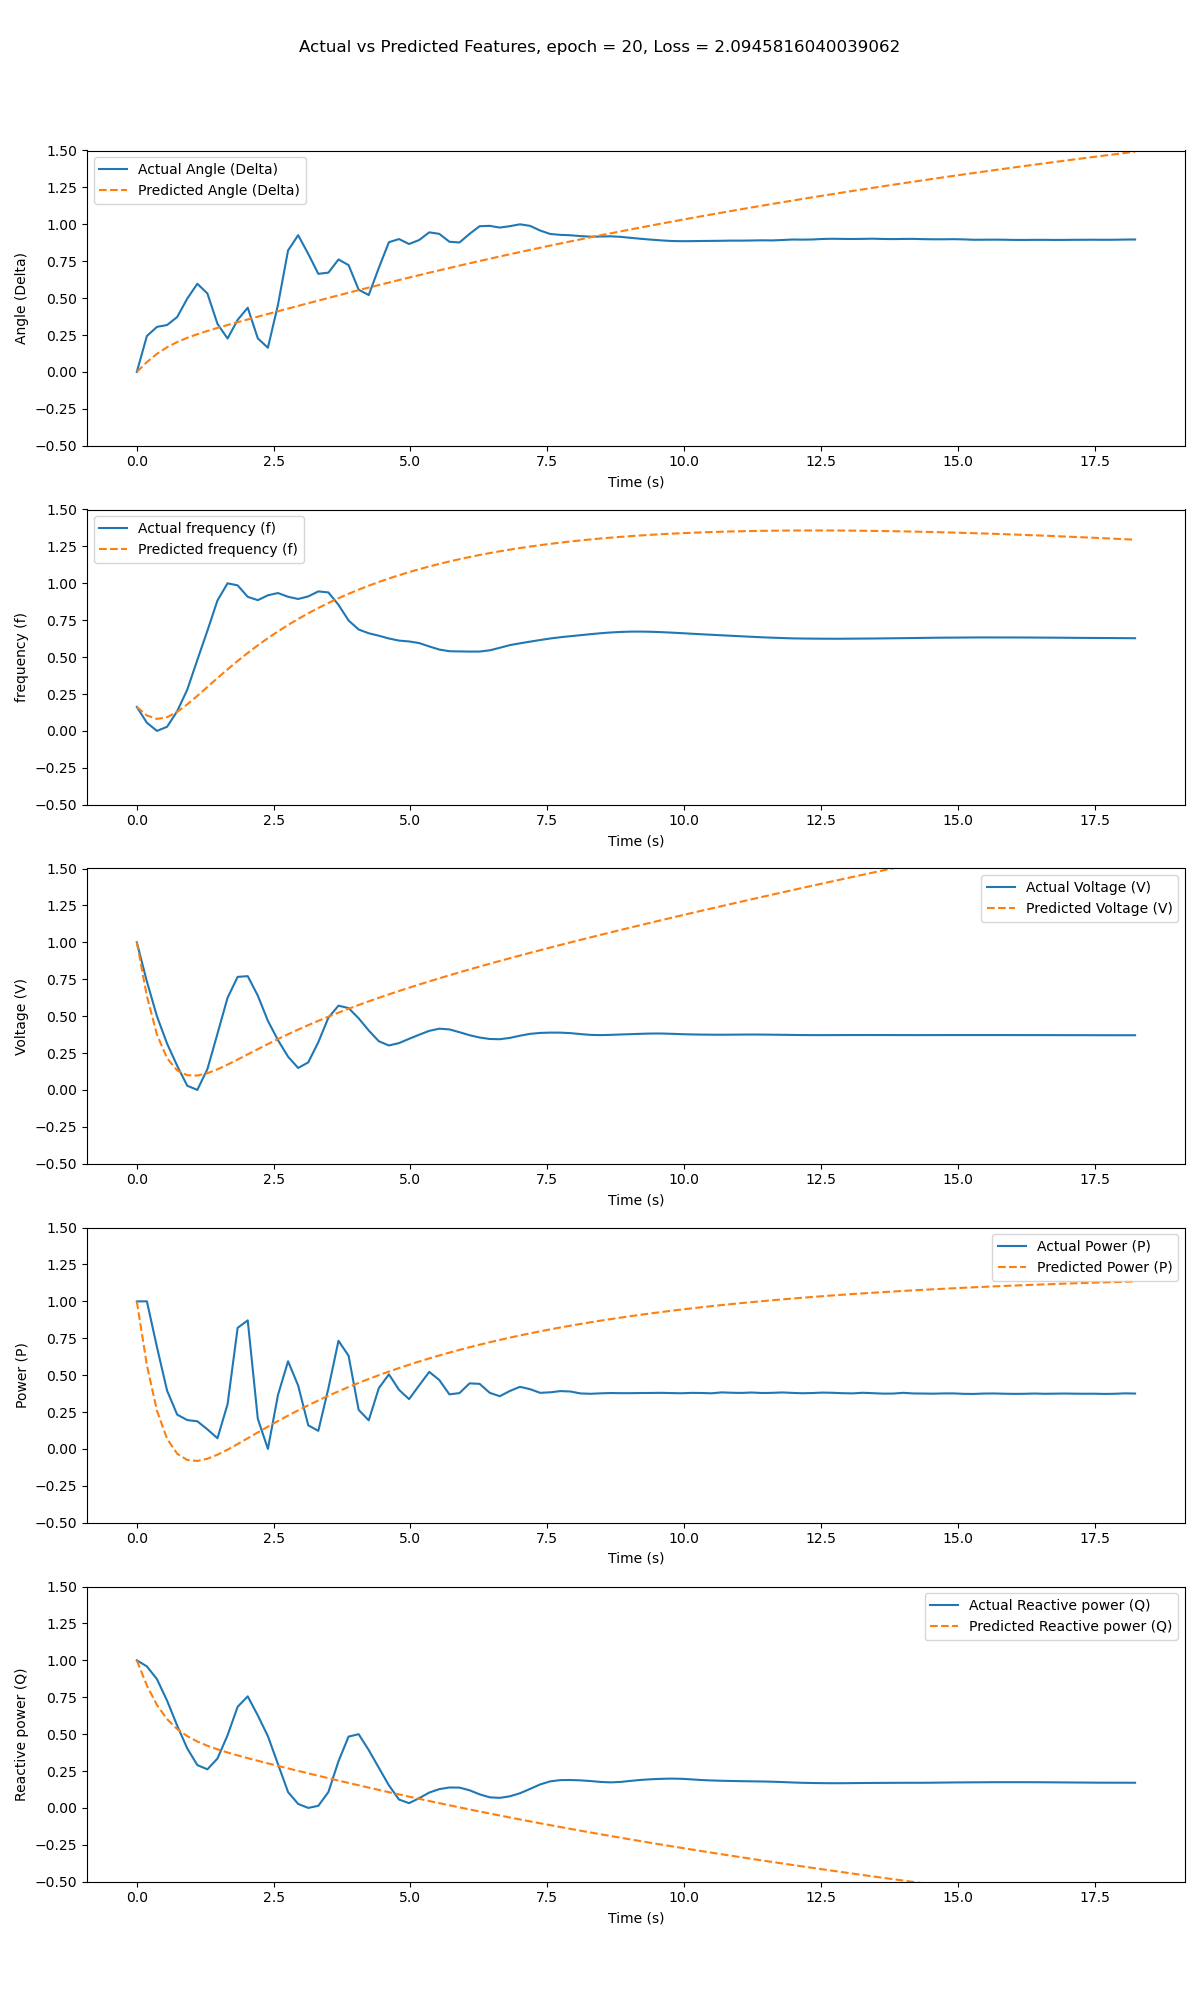 Actual vs Predicted Features, epoch = 20, Loss = 2.0945816040039062
1.50
1.25
1.00
0.75
0.50
0.25
0.00
−0.25
−0.50
Angle (Delta)
Actual Angle (Delta)
Predicted Angle (Delta)
0.0 2.5 5.0 7.5 10.0 12.5 15.0 17.5
Time (s)
1.50
1.25
1.00
0.75
0.50
0.25
0.00
−0.25
−0.50
frequency (f)
Actual frequency (f)
Predicted frequency (f)
0.0 2.5 5.0 7.5 10.0 12.5 15.0 17.5
Time (s)
1.50
1.25
1.00
0.75
0.50
0.25
0.00
−0.25
−0.50
Voltage (V)
Actual Voltage (V)
Predicted Voltage (V)
0.0 2.5 5.0 7.5 10.0 12.5 15.0 17.5
Time (s)
1.50
1.25
1.00
0.75
0.50
0.25
0.00
−0.25
−0.50
Power (P)
Actual Power (P)
Predicted Power (P)
0.0 2.5 5.0 7.5 10.0 12.5 15.0 17.5
Time (s)
1.50
1.25
1.00
0.75
0.50
0.25
0.00
−0.25
−0.50
Reactive power (Q)
Actual Reactive power (Q)
Predicted Reactive power (Q)
0.0 2.5 5.0 7.5 10.0 12.5 15.0 17.5
Time (s)